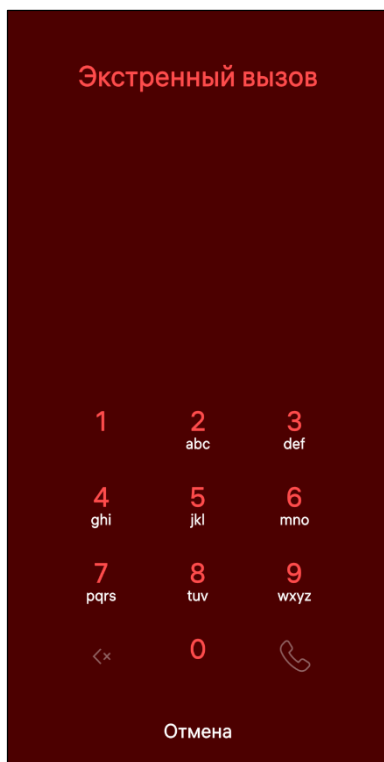 Экстренный вызов
1 2 3
abc def
4 5 6
ghi jkl mno
7 8 9
pqrs tuv wxyz
0
Отмена